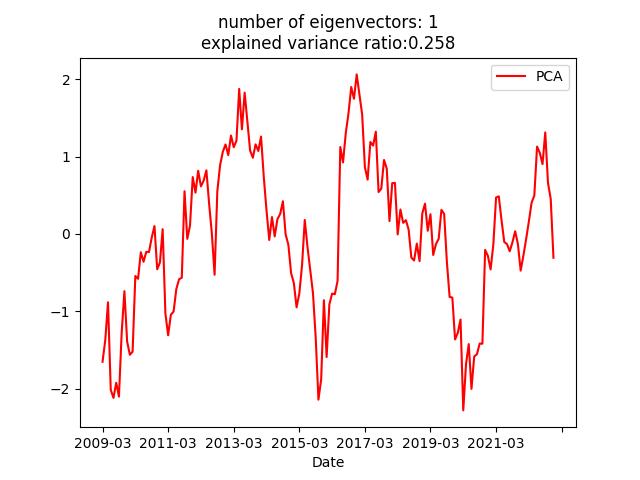 number of eigenvectors: 1
explained variance ratio:0.258
PCA
2
1
0
−1
−2
2009-03 2011-03 2013-03 2015-03 2017-03 2019-03 2021-03
Date